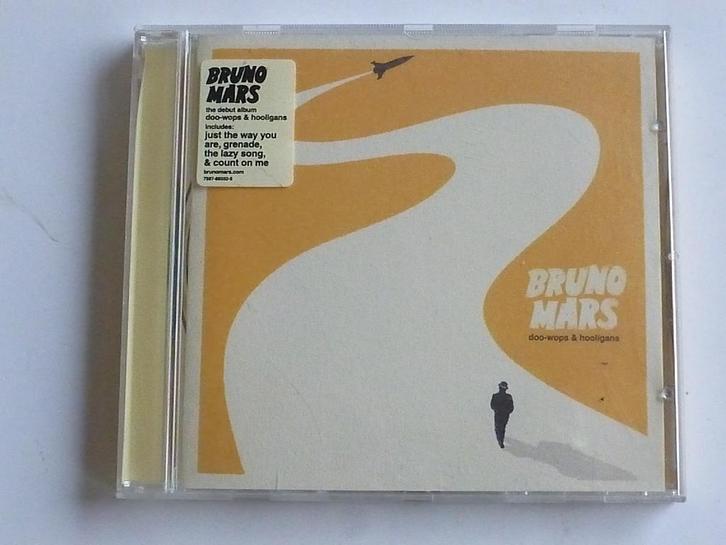 BRUNO
MARS
the debut album
doo-wops & hooligans
includes:
just the way you
are, grenade,
the lazy song,
& count on me
brunomars.com
BRUNO
MARS
doo-wops & hooligans